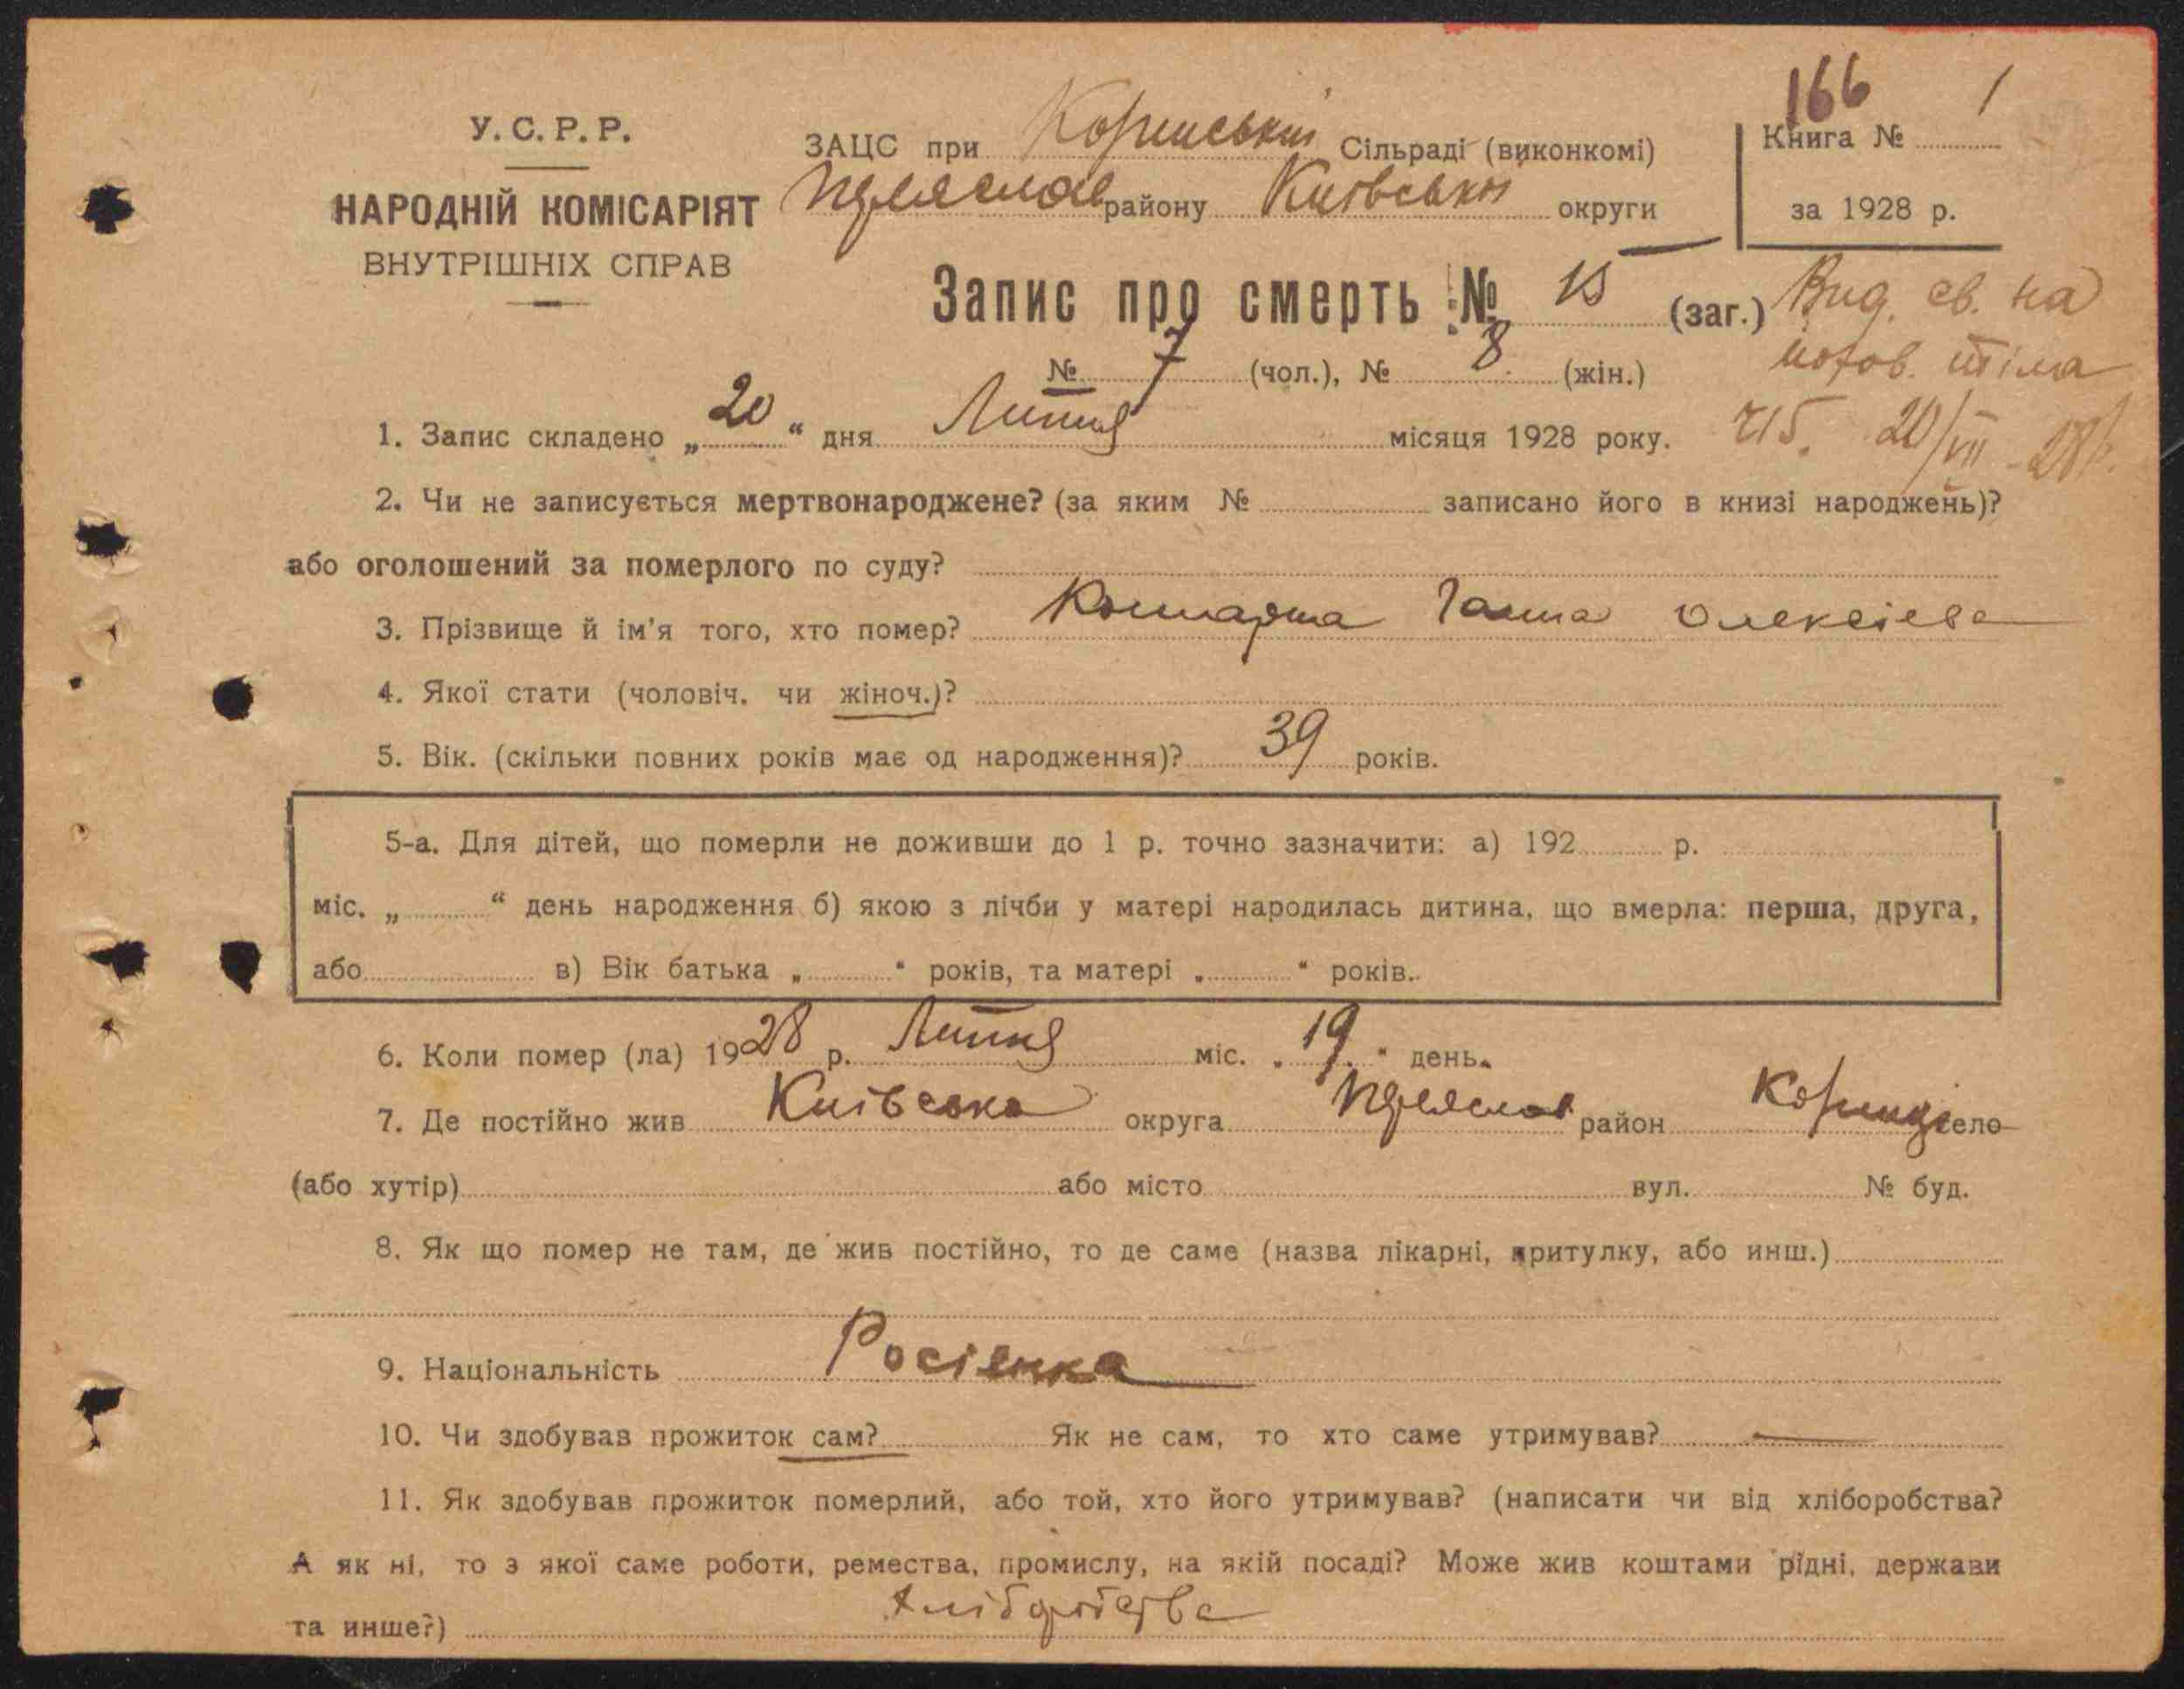 166 1
У. С. Р. Р.
НАРОДНІЙ КОМІСАРІЯТ
ВНУТРІШНІХ СПРАВ
ЗАЦС при Сільраді (виконкомі)
Переяслав району Київськой округи
Книга №
за 1928 р.
Запис про смерть № 15 (заг.)
№ 7 (чол.), № 8 (жін.)
Вид. св. на
похов. тіла
ч15. 20/VII-28р.
1. Запис складено „20“ дня Липня місяця 1928 року.
2. Чи не записується мертвонароджене? (за яким № записано його в книзі народжень)?
або оголошений за померлого по суду?
3. Прізвище й ім'я того, хто помер? Ганна Олексієва
4. Якої стати (чоловіч. чи жіноч.)?
5. Вік. (скільки повних років має од народження)? 39 років.
5-а. Для дітей, що померли не доживши до 1 р. точно зазначити: а) 192 р.
міс. „ “ день народження б) якою з лічби у матері народилась дитина, що вмерла: перша, друга,
або в) Вік батька „ “ років, та матері „ “ років.
6. Коли помер (ла) 1928 р. Липня міс. „19“ день.
7. Де постійно жив Київська округа Переяслав район село
(або хутір) або місто вул. № буд.
8. Як що помер не там, де жив постійно, то де саме (назва лікарні, притулку, або инш.)
9. Національність Росіянка
10. Чи здобував прожиток сам? Як не сам, то хто саме утримував? —
11. Як здобував прожиток померлий, або той, хто його утримував? (написати чи від хліборобства?
А як ні, то з якої саме роботи, ремества, промислу, на якій посаді? Може жив коштами рідні, держави
та инше?) Хліборобства